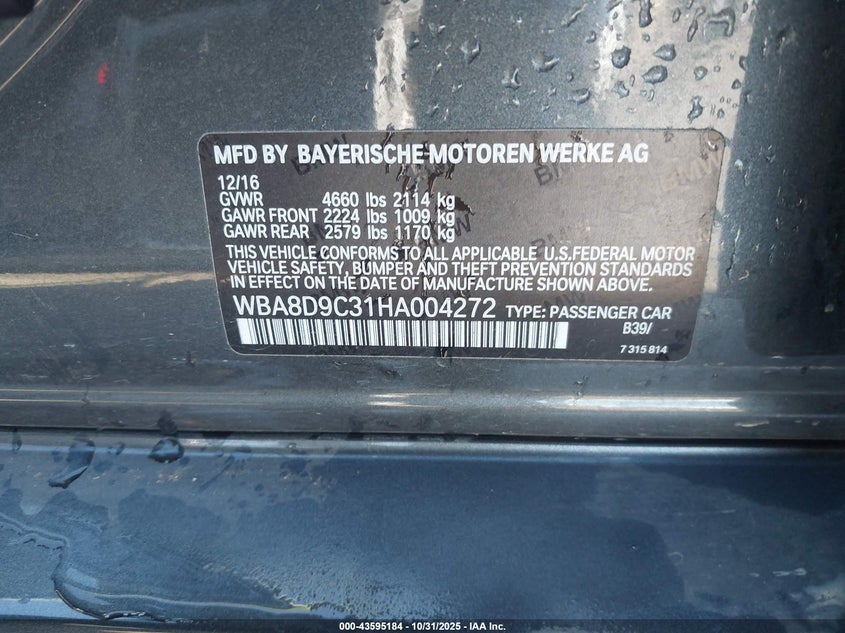 MFD BY BAYERISCHE MOTOREN WERKE AG
12/16
GVWR 4660 lbs 2114 kg
GAWR FRONT 2224 lbs 1009 kg
GAWR REAR 2579 lbs 1170 kg
THIS VEHICLE CONFORMS TO ALL APPLICABLE U.S.FEDERAL MOTOR
VEHICLE SAFETY, BUMPER AND THEFT PREVENTION STANDARDS
IN EFFECT ON THE DATE OF MANUFACTURE SHOWN ABOVE.
WBA8D9C31HA004272 TYPE: PASSENGER CAR
B39/
7 315 814
000-43595184 - 10/31/2025 - IAA Inc.